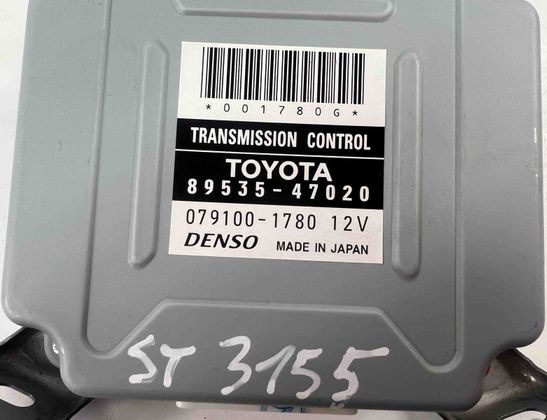 *001780G*
TRANSMISSION CONTROL
TOYOTA
89535-47020
079100-1780 12V
DENSO MADE IN JAPAN
ST 3155